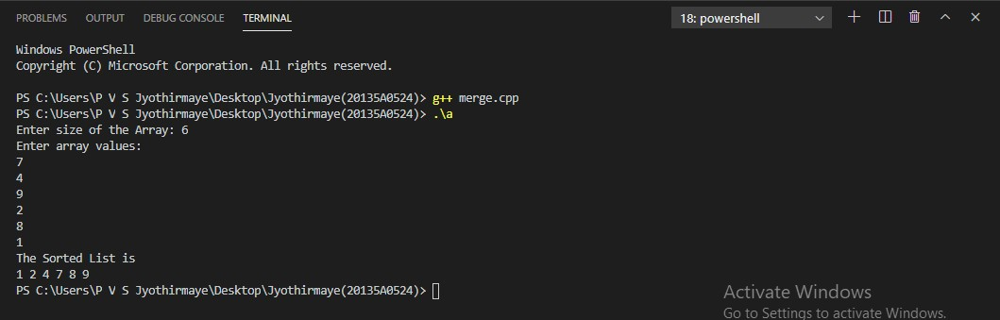 PROBLEMS OUTPUT DEBUG CONSOLE TERMINAL 18: powershell
Windows PowerShell
Copyright (C) Microsoft Corporation. All rights reserved.
PS C:\Users\P V S Jyothirmaye\Desktop\Jyothirmaye(20135A0524)> g++ merge.cpp
PS C:\Users\P V S Jyothirmaye\Desktop\Jyothirmaye(20135A0524)> .\a
Enter size of the Array: 6
Enter array values:
7
4
9
2
8
1
The Sorted List is
1 2 4 7 8 9
PS C:\Users\P V S Jyothirmaye\Desktop\Jyothirmaye(20135A0524)>
Activate Windows
Go to Settings to activate Windows.